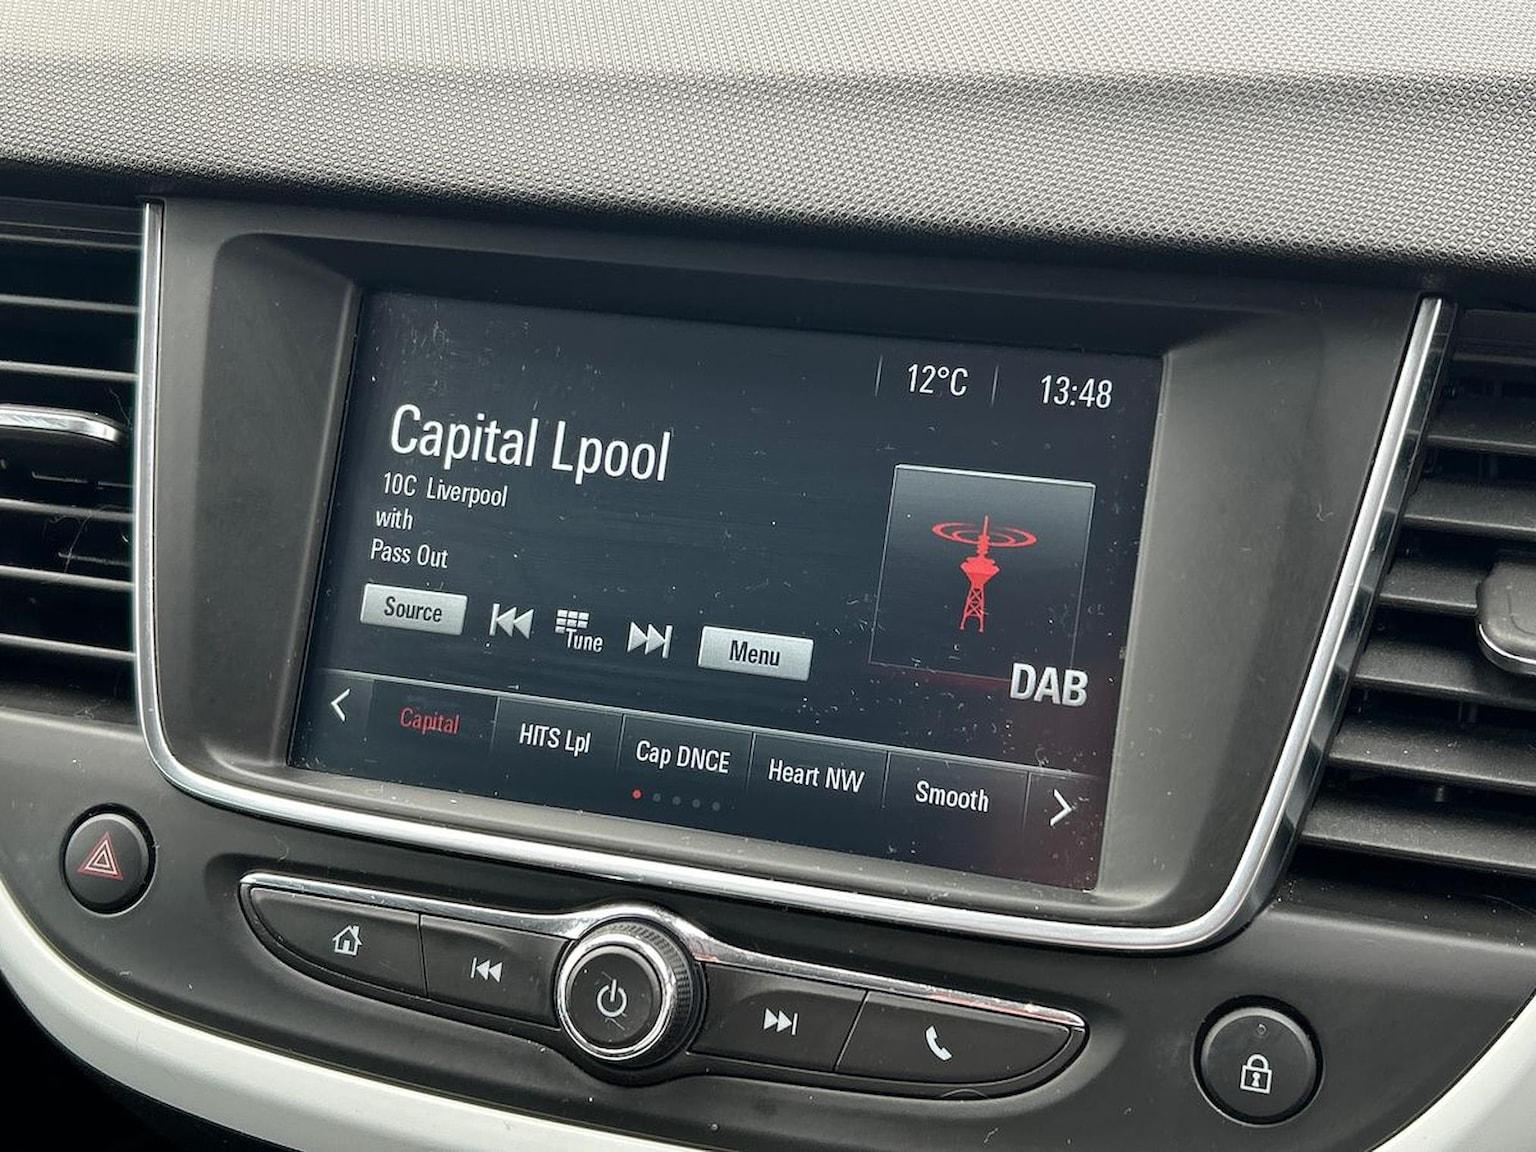 12°C 13:48
Capital Lpool
10C Liverpool
with
Pass Out
Source Tune Menu
DAB
Capital HITS Lpl Cap DNCE Heart NW Smooth